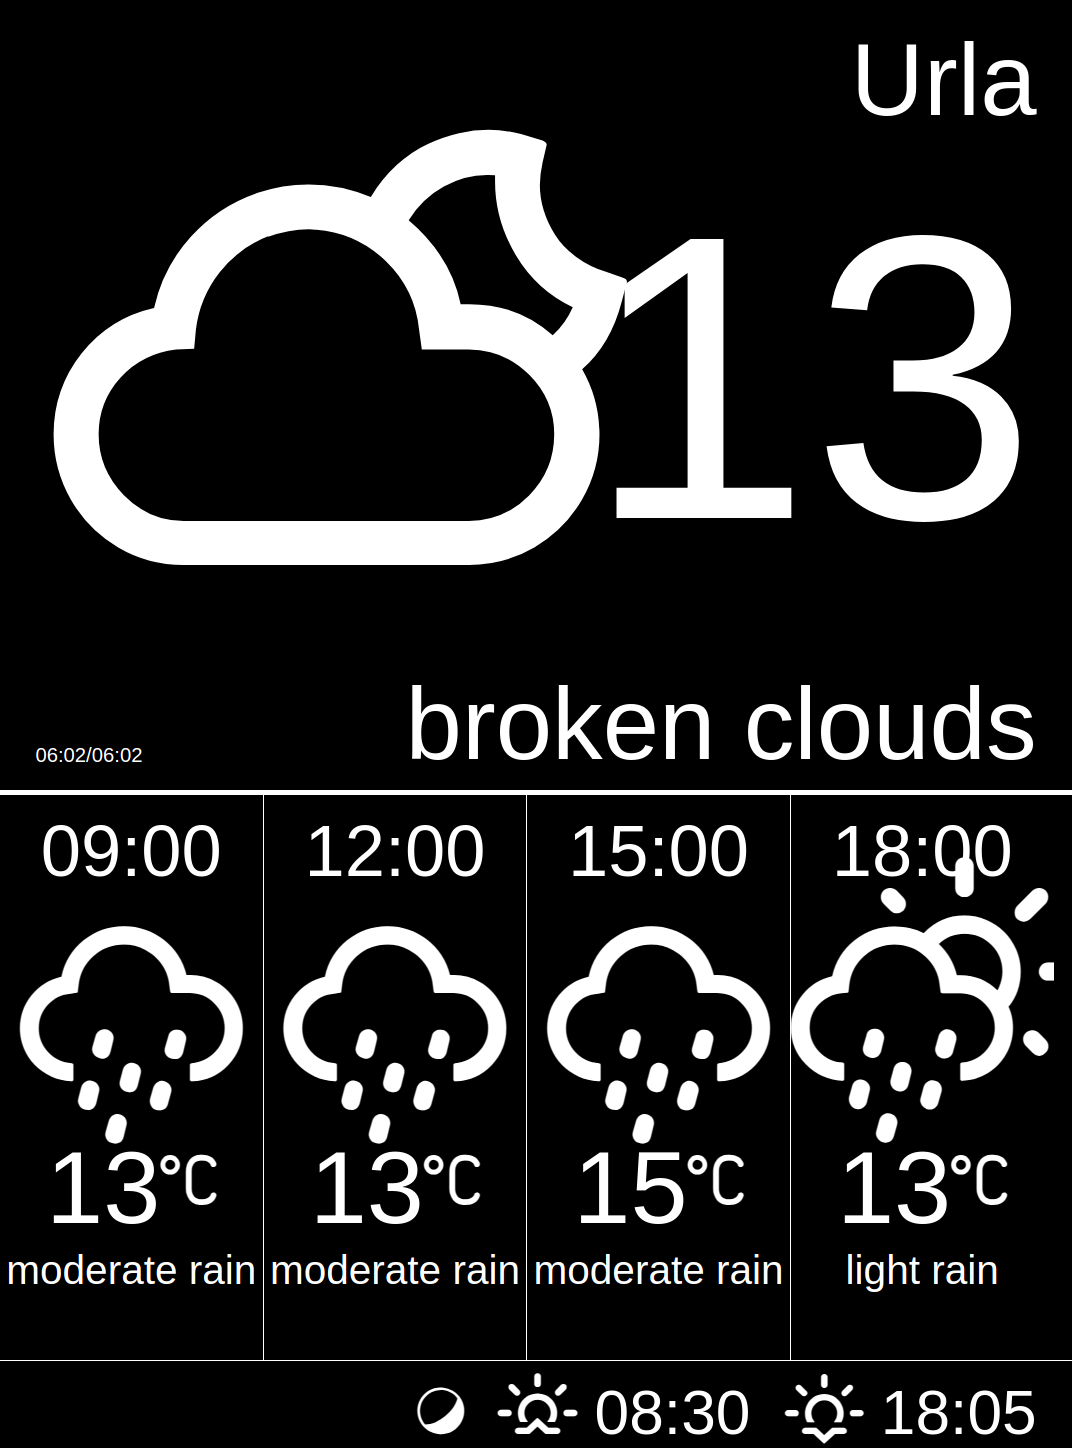 Urla
13
broken clouds
06:02/06:02
09:00 12:00 15:00 18:00
13°C 13°C 15°C 13°C
moderate rain moderate rain moderate rain light rain
08:30 18:05